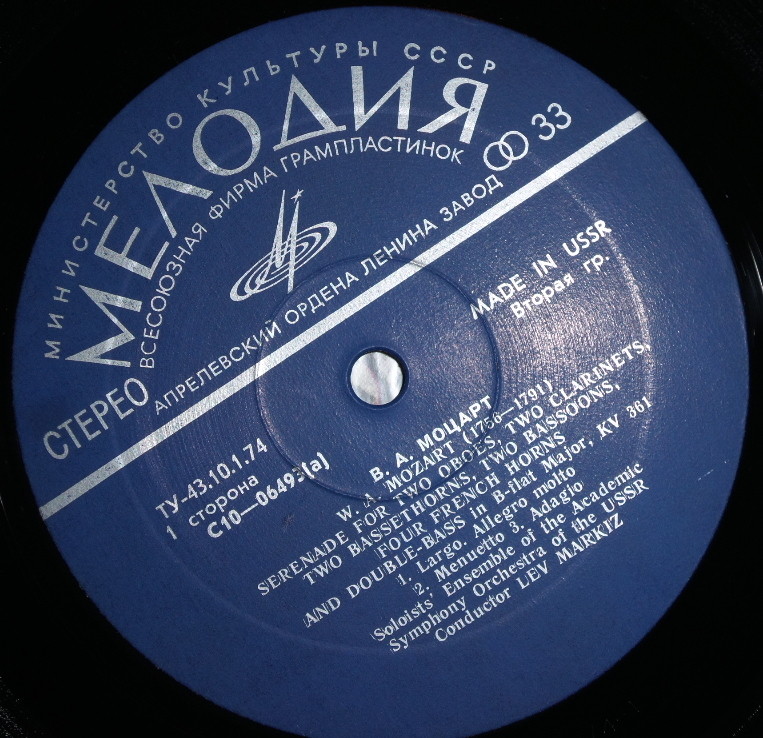 МИНИСТЕРСТВО КУЛЬТУРЫ СССР
МЕЛОДИЯ
ВСЕСОЮЗНАЯ ФИРМА ГРАМПЛАСТИНОК
33
СТЕРЕО
АПРЕЛЕВСКИЙ ОРДЕНА ЛЕНИНА ЗАВОД
MADE IN USSR
Вторая гр.
ТУ-43.10.1.74
1 сторона
С10—06493(а)
В. А. МОЦАРТ
W. A. MOZART (1756—1791)
SERENADE FOR TWO OBOES, TWO CLARINETS,
TWO BASSETHORNS, TWO BASSOONS,
FOUR FRENCH HORNS
AND DOUBLE-BASS in B-flat Major, KV 361
1. Largo. Allegro molto
2. Menuetto 3. Adagio
Soloists' Ensemble of the Academic
Symphony Orchestra of the USSR
Conductor LEV MARKIZ